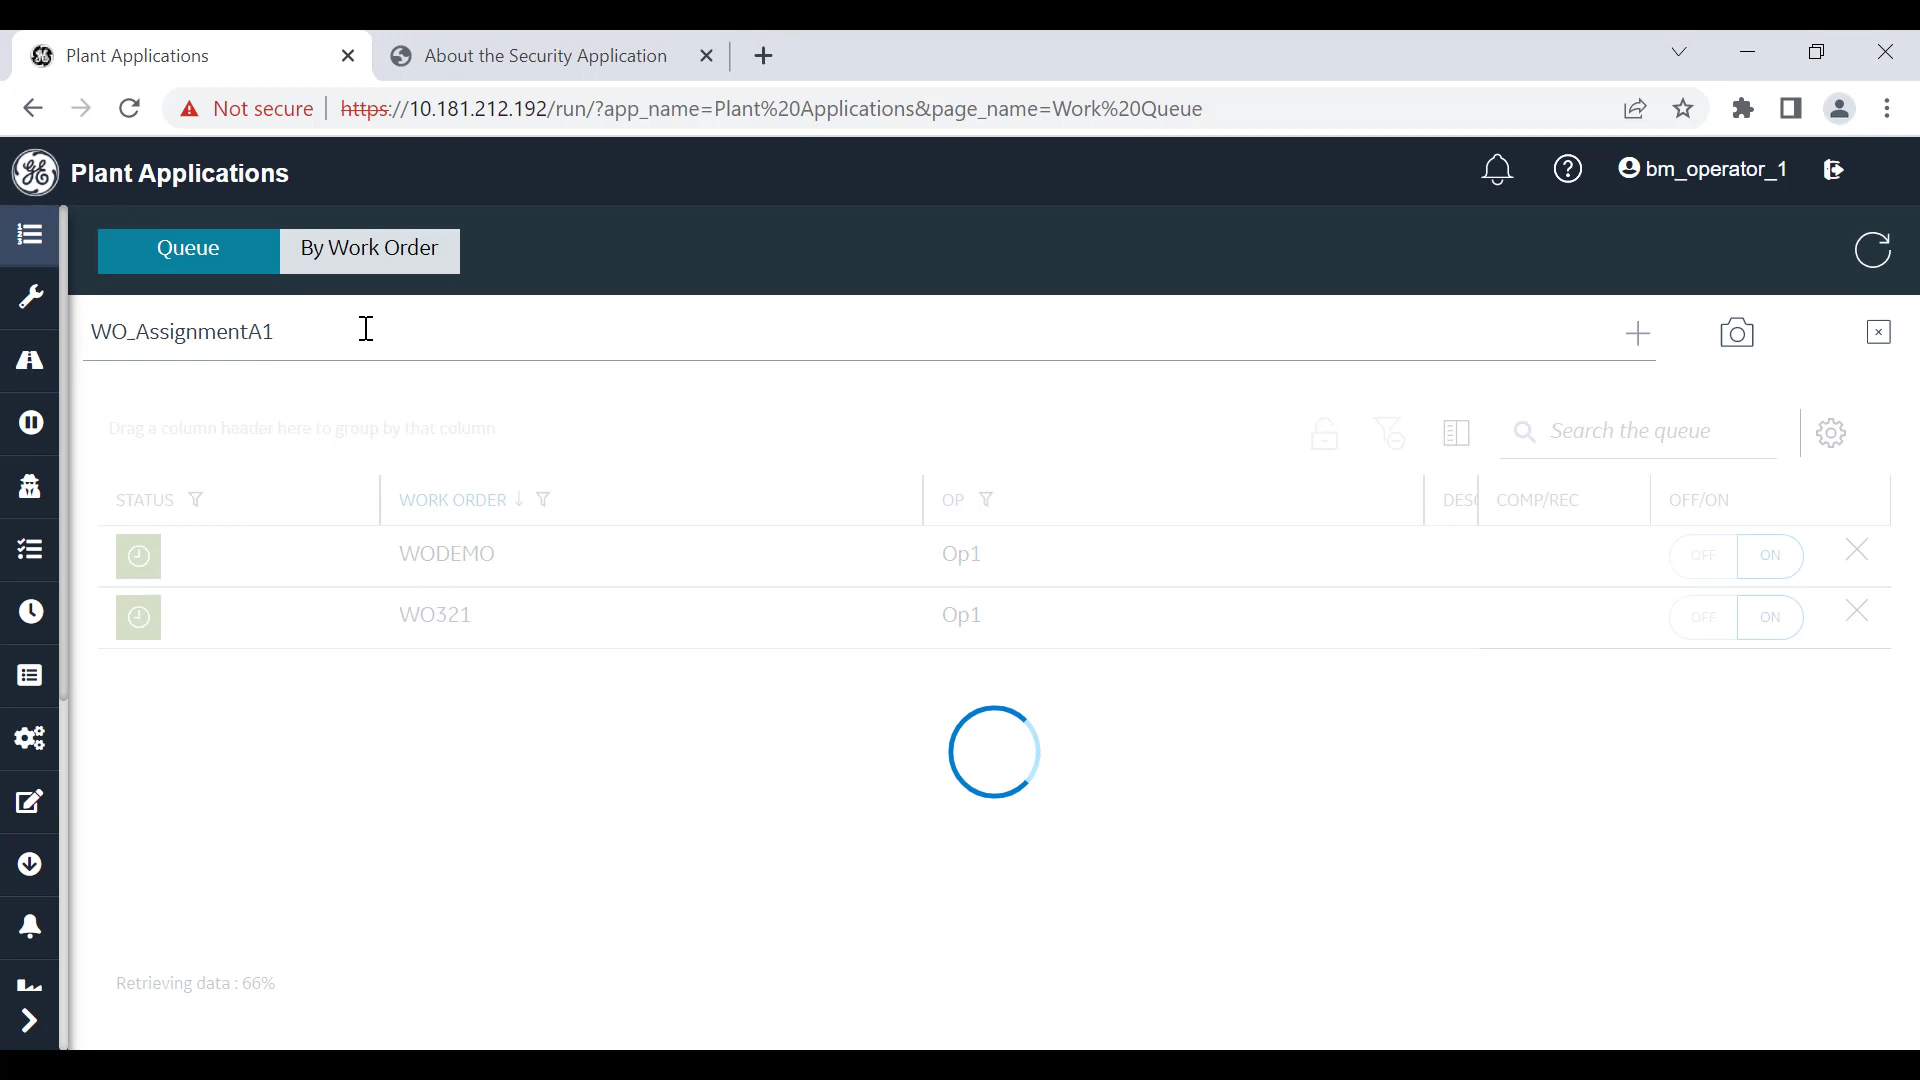 Plant Applications
About the Security Application
Not secure
https://10.181.212.192/run/?app_name=Plant%20Applications&page_name=Work%20Queue
Plant Applications
bm_operator_1
Queue
By Work Order
WO_AssignmentA1
Drag a column header here to group by that column
Search the queue
STATUS WORK ORDER OP DESC COMP/REC OFF/ON
WODEMO Op1 OFF ON
WO321 Op1 OFF ON
Retrieving data : 66%